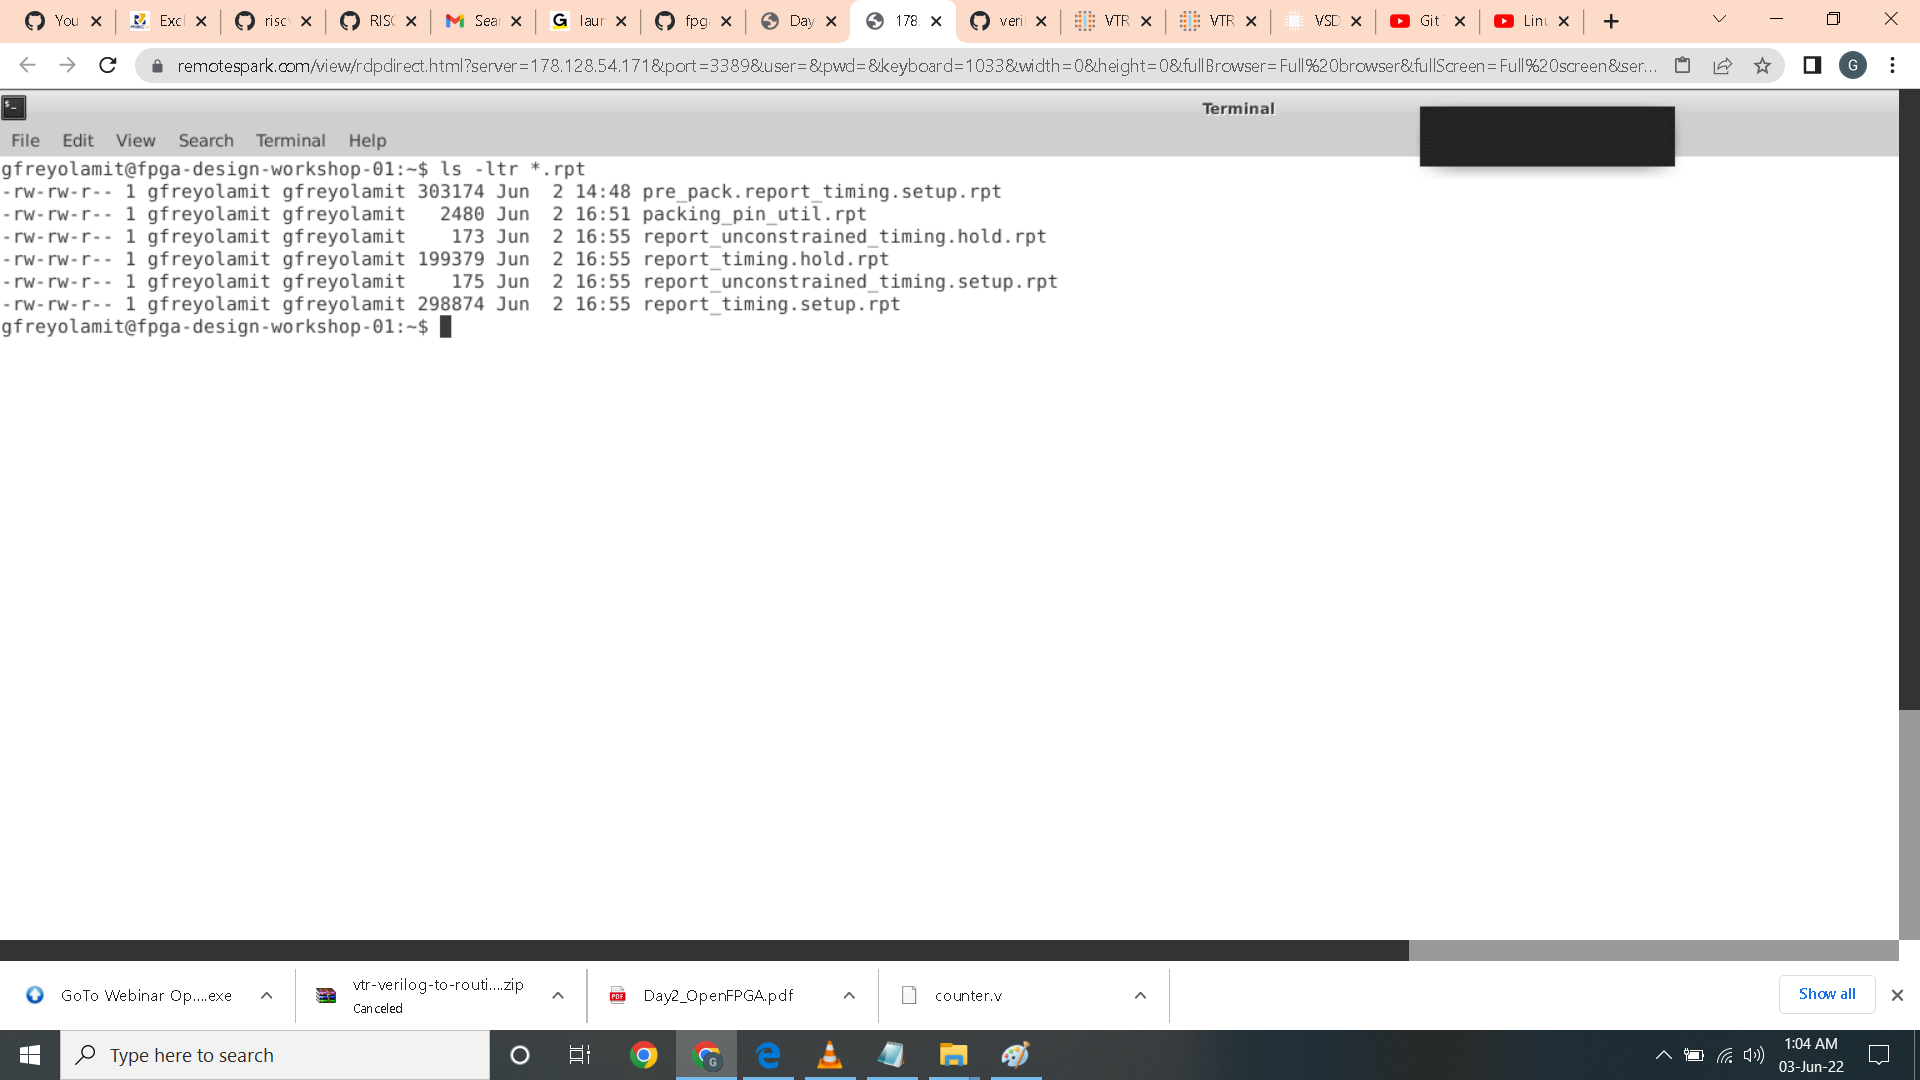 You
Excl
risc
RISC
Sear
laun
fpg
Day
178.
veri
VTR
VTR
VSD
Git
Linu
remotespark.com/view/rdpdirect.html?server=178.128.54.171&port=3389&user=&pwd=&keyboard=1033&width=0&height=0&fullBrowser=Full%20browser&fullScreen=Full%20screen&ser...
G
Terminal
File Edit View Search Terminal Help
gfreyolamit@fpga-design-workshop-01:~$ ls -ltr *.rpt
-rw-rw-r-- 1 gfreyolamit gfreyolamit 303174 Jun  2 14:48 pre_pack.report_timing.setup.rpt
-rw-rw-r-- 1 gfreyolamit gfreyolamit   2480 Jun  2 16:51 packing_pin_util.rpt
-rw-rw-r-- 1 gfreyolamit gfreyolamit    173 Jun  2 16:55 report_unconstrained_timing.hold.rpt
-rw-rw-r-- 1 gfreyolamit gfreyolamit 199379 Jun  2 16:55 report_timing.hold.rpt
-rw-rw-r-- 1 gfreyolamit gfreyolamit    175 Jun  2 16:55 report_unconstrained_timing.setup.rpt
-rw-rw-r-- 1 gfreyolamit gfreyolamit 298874 Jun  2 16:55 report_timing.setup.rpt
gfreyolamit@fpga-design-workshop-01:~$
GoTo Webinar Op....exe
vtr-verilog-to-routi....zip
Canceled
PDF
Day2_OpenFPGA.pdf
counter.v
Show all
Type here to search
G
1:04 AM
03-Jun-22